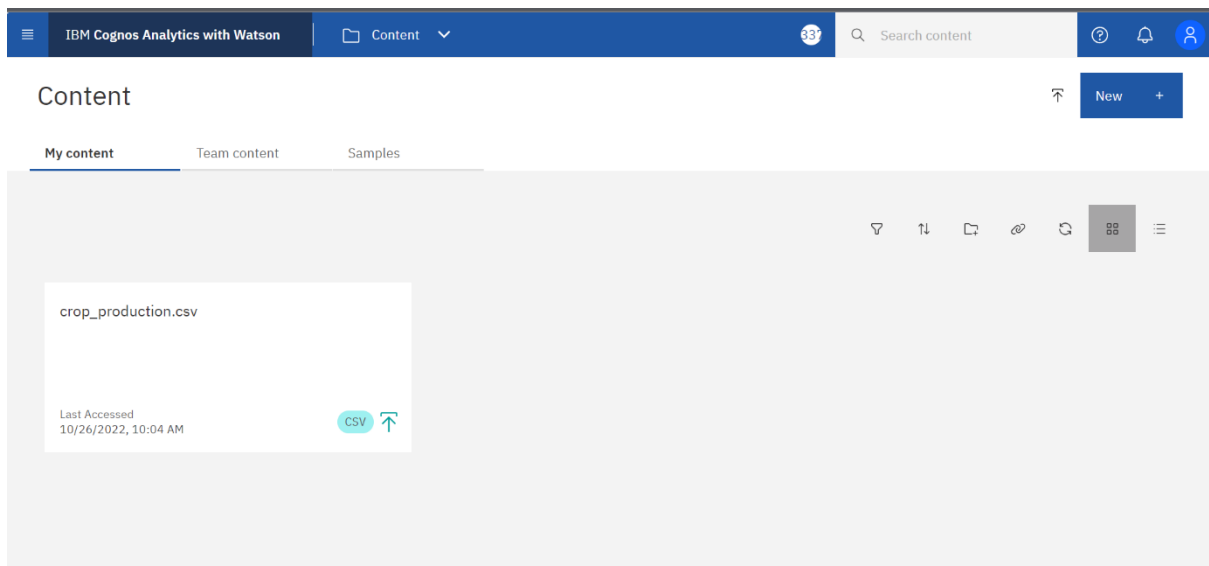 IBM Cognos Analytics with Watson
Content
Search content
Content
New +
My content
Team content
Samples
crop_production.csv
Last Accessed
10/26/2022, 10:04 AM
CSV